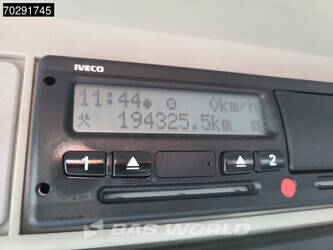 70291745
IVECO
11:44 0km/h
194325.5km
1 2
BAS WORLD